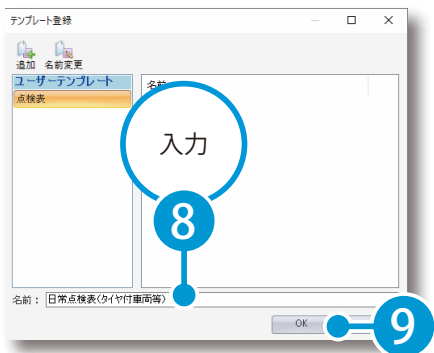 テンプレート登録
追加 名前変更
ユーザーテンプレート
名前
点検表
入力
8
名前： 日常点検表(タイヤ付車両等)
OK
9